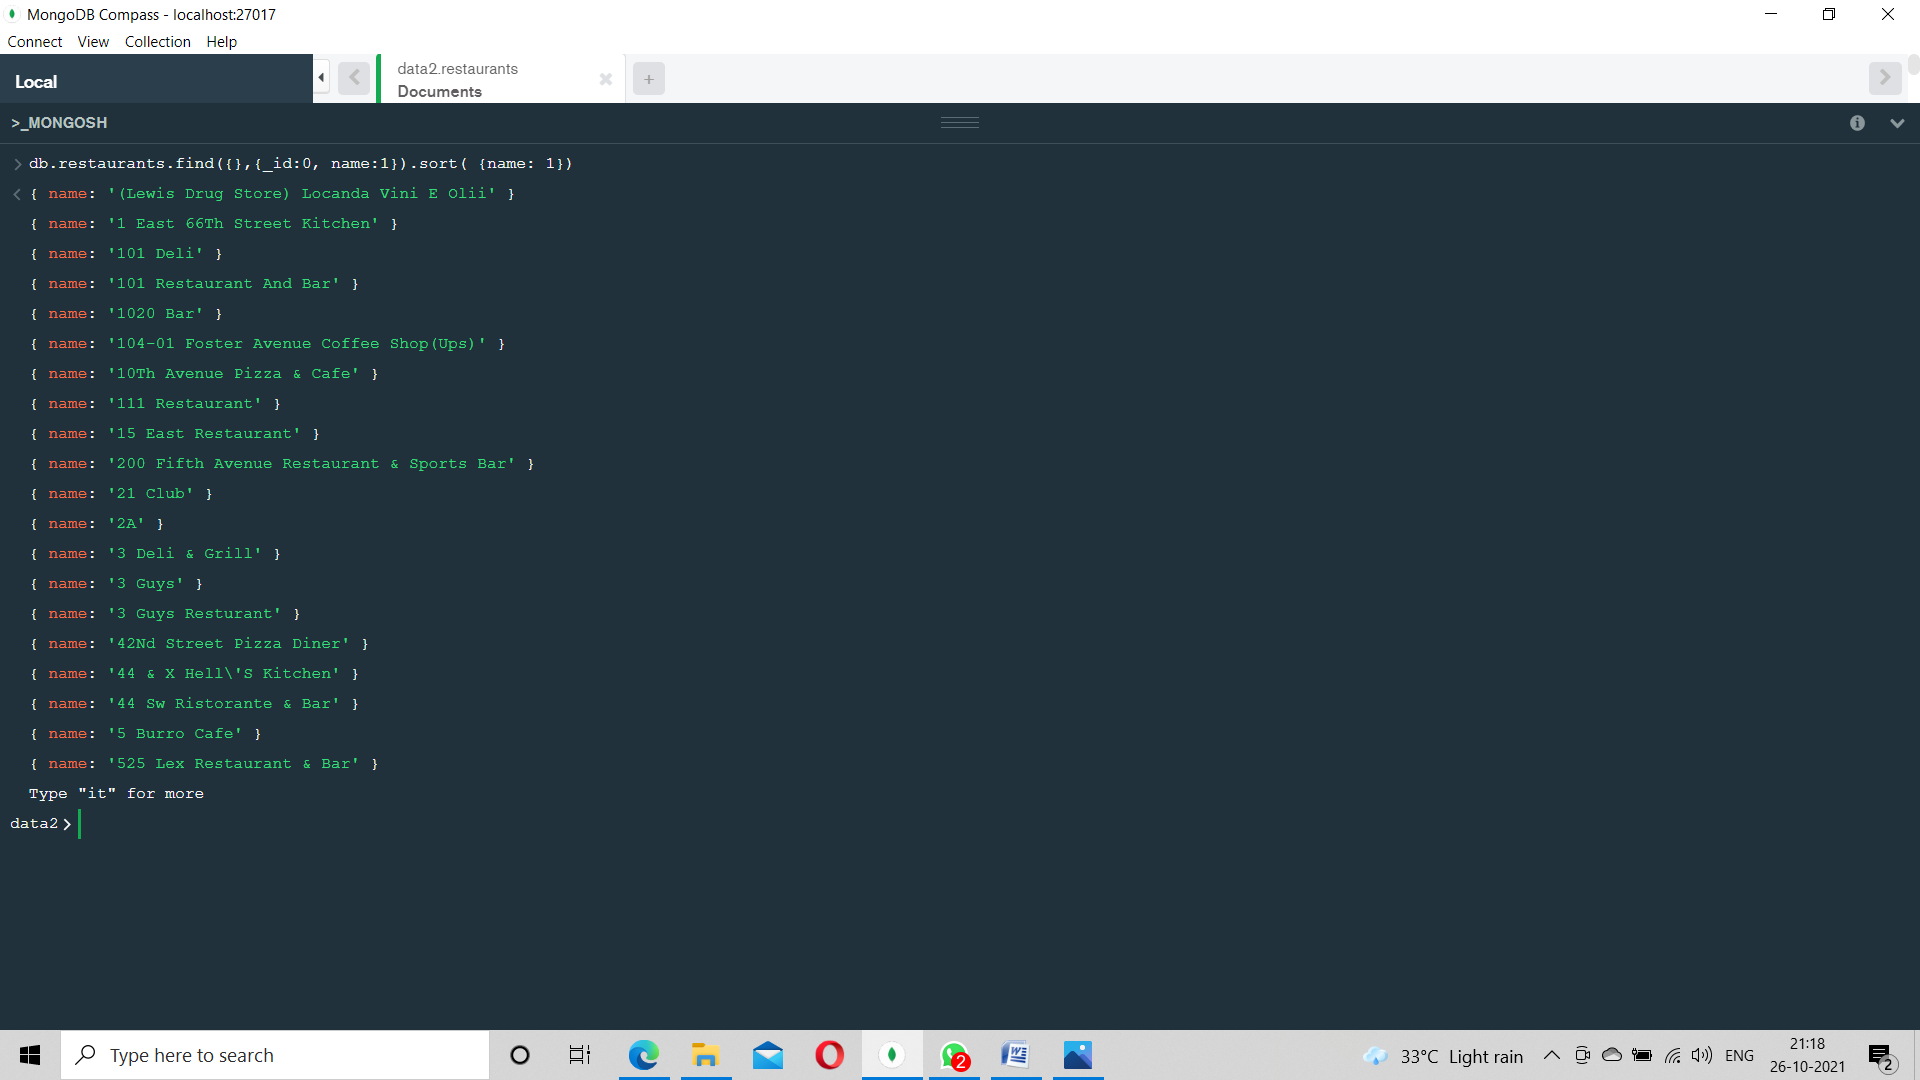 MongoDB Compass - localhost:27017
Connect View Collection Help
Local
data2.restaurants
Documents
>_MONGOSH
db.restaurants.find({},{_id:0, name:1}).sort( {name: 1})
{ name: '(Lewis Drug Store) Locanda Vini E Olii' }
{ name: '1 East 66Th Street Kitchen' }
{ name: '101 Deli' }
{ name: '101 Restaurant And Bar' }
{ name: '1020 Bar' }
{ name: '104-01 Foster Avenue Coffee Shop(Ups)' }
{ name: '10Th Avenue Pizza & Cafe' }
{ name: '111 Restaurant' }
{ name: '15 East Restaurant' }
{ name: '200 Fifth Avenue Restaurant & Sports Bar' }
{ name: '21 Club' }
{ name: '2A' }
{ name: '3 Deli & Grill' }
{ name: '3 Guys' }
{ name: '3 Guys Resturant' }
{ name: '42Nd Street Pizza Diner' }
{ name: '44 & X Hell\'S Kitchen' }
{ name: '44 Sw Ristorante & Bar' }
{ name: '5 Burro Cafe' }
{ name: '525 Lex Restaurant & Bar' }
Type "it" for more
data2>
Type here to search
2
33°C Light rain
ENG
21:18
26-10-2021
2